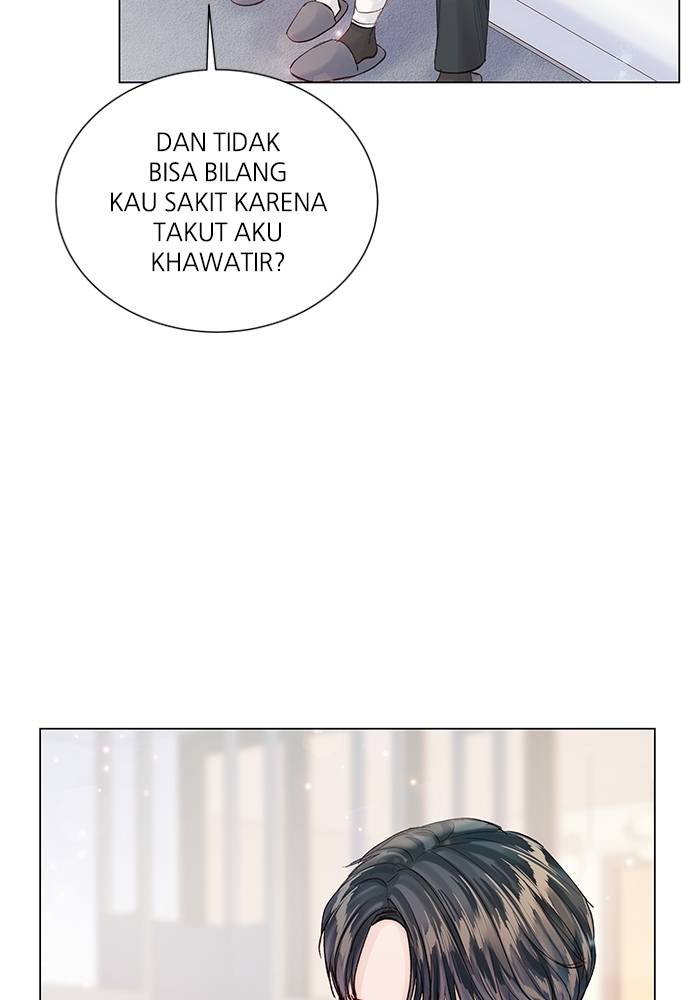 DAN TIDAK
BISA BILANG
KAU SAKIT KARENA
TAKUT AKU
KHAWATIR?